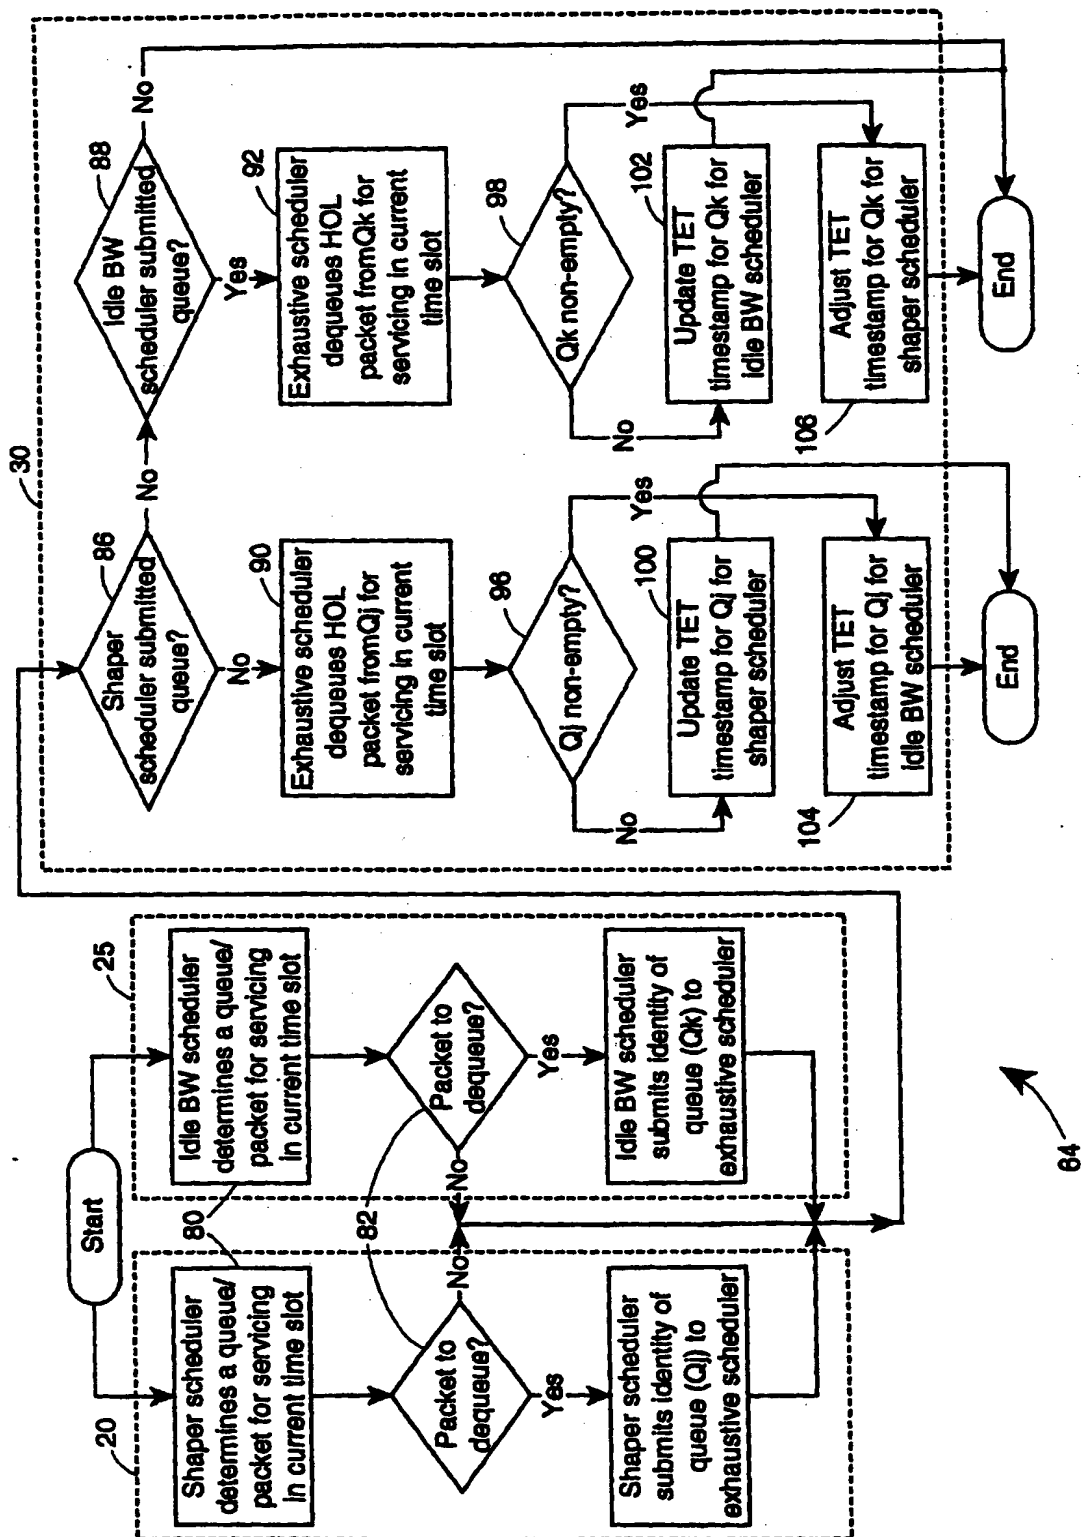 Start
20
Shaper scheduler
determines a queue/
packet for servicing
in current time slot
80
25
Idle BW scheduler
determines a queue/
packet for servicing
in current time slot
Packet to
dequeue?
82
Packet to
dequeue?
No
No
Yes
Yes
Shaper scheduler
submits identity of
queue (Qj) to
exhaustive scheduler
Idle BW scheduler
submits identity of
queue (Qk) to
exhaustive scheduler
30
86
Shaper
scheduler submitted
queue?
No
88
Idle BW
scheduler submitted
queue?
No
No
Yes
90
Exhaustive scheduler
dequeues HOL
packet fromQj for
servicing in current
time slot
92
Exhaustive scheduler
dequeues HOL
packet fromQk for
servicing in current
time slot
96
Qj non-empty?
98
Qk non-empty?
No
Yes
No
Yes
100
Update TET
timestamp for Qj for
shaper scheduler
102
Update TET
timestamp for Qk for
idle BW scheduler
104
Adjust TET
timestamp for Qj for
idle BW scheduler
106
Adjust TET
timestamp for Qk for
shaper scheduler
End
End
64